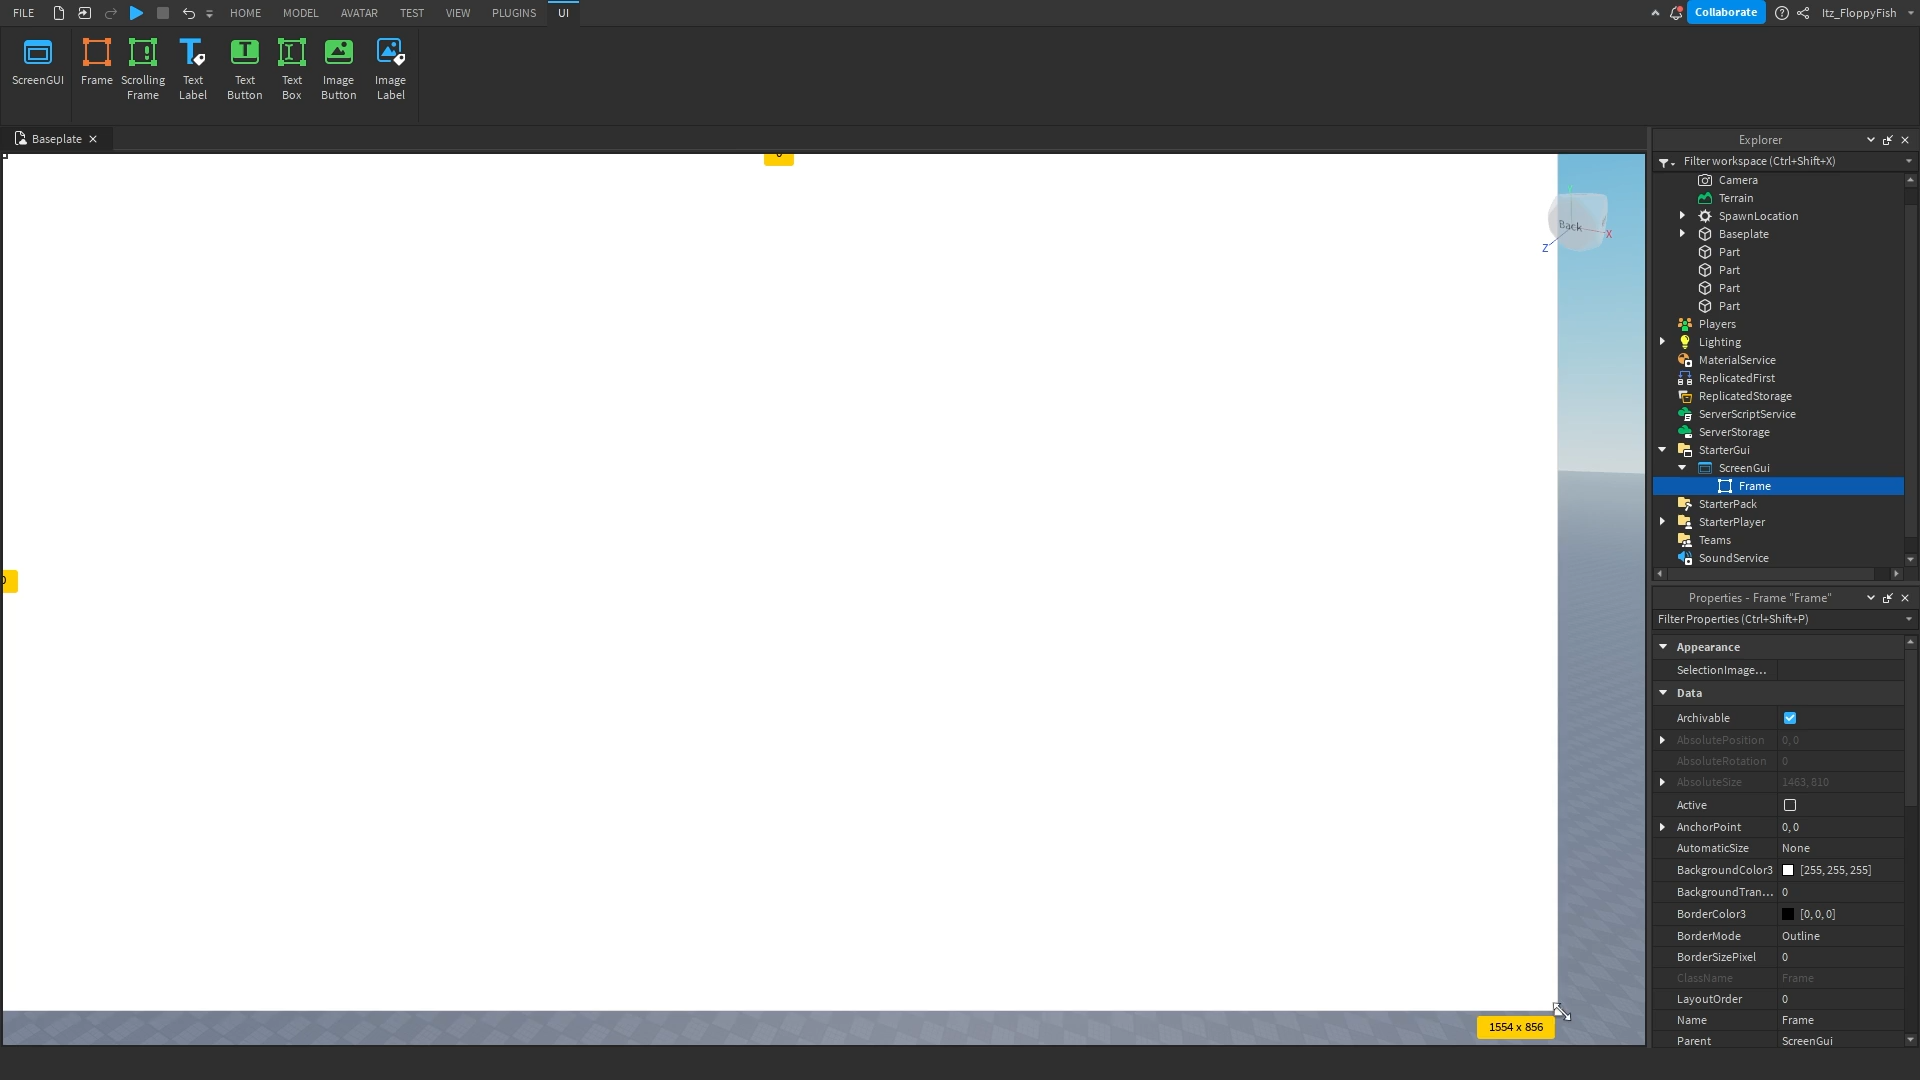 FILE HOME MODEL AVATAR TEST VIEW PLUGINS UI Collaborate Itz_FloppyFish
ScreenGUI Frame Scrolling Frame Text Label Text Button Text Box Image Button Image Label
Baseplate
Back
X
Y
Z
1554 x 856
Explorer
Filter workspace (Ctrl+Shift+X)
Camera
Terrain
SpawnLocation
Baseplate
Part
Part
Part
Part
Players
Lighting
MaterialService
ReplicatedFirst
ReplicatedStorage
ServerScriptService
ServerStorage
StarterGui
ScreenGui
Frame
StarterPack
StarterPlayer
Teams
SoundService
Properties - Frame "Frame"
Filter Properties (Ctrl+Shift+P)
Appearance
SelectionImage...
Data
Archivable
AbsolutePosition 0, 0
AbsoluteRotation 0
AbsoluteSize 1463, 810
Active
AnchorPoint 0, 0
AutomaticSize None
BackgroundColor3 [255, 255, 255]
BackgroundTran... 0
BorderColor3 [0, 0, 0]
BorderMode Outline
BorderSizePixel 0
ClassName Frame
LayoutOrder 0
Name Frame
Parent ScreenGui